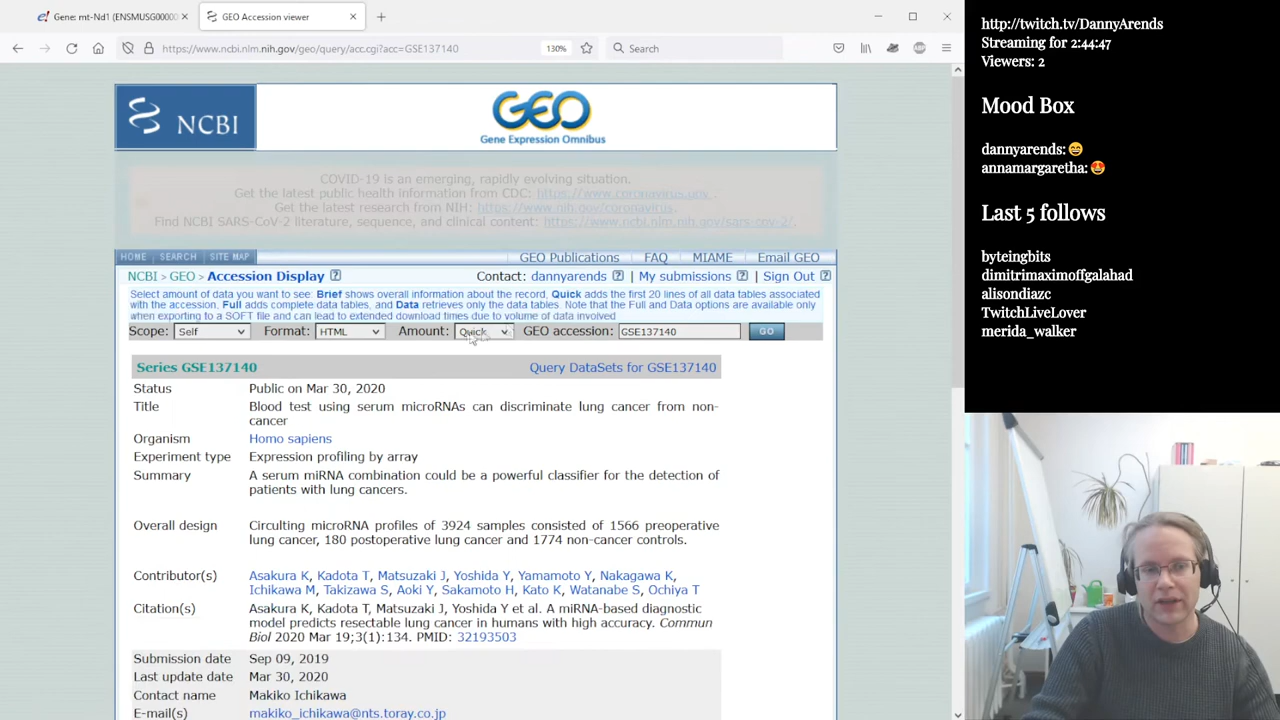 Gene: mt-Nd1 (ENSMUSG00000
GEO Accession viewer
https://www.ncbi.nlm.nih.gov/geo/query/acc.cgi?acc=GSE137140
130%
Search
NCBI
GEO
Gene Expression Omnibus
COVID-19 is an emerging, rapidly evolving situation.
Get the latest public health information from CDC: https://www.coronavirus.gov .
Get the latest research from NIH: https://www.nih.gov/coronavirus.
Find NCBI SARS-CoV-2 literature, sequence, and clinical content: https://www.ncbi.nlm.nih.gov/sars-cov-2/.
HOME SEARCH SITE MAP GEO Publications FAQ MIAME Email GEO
NCBI > GEO > Accession Display ? Contact: dannyarends ? | My submissions ? | Sign Out ?
Select amount of data you want to see: Brief shows overall information about the record, Quick adds the first 20 lines of all data tables associated
with the accession, Full adds complete data tables, and Data retrieves only the data tables. Note that the Full and Data options are available only
when exporting to a SOFT file and can lead to extended download times due to volume of data involved
Scope: Self Format: HTML Amount: Quick GEO accession: GSE137140 GO
Series GSE137140 Query DataSets for GSE137140
Status Public on Mar 30, 2020
Title Blood test using serum microRNAs can discriminate lung cancer from non-
cancer
Organism Homo sapiens
Experiment type Expression profiling by array
Summary A serum miRNA combination could be a powerful classifier for the detection of
patients with lung cancers.
Overall design Circulting microRNA profiles of 3924 samples consisted of 1566 preoperative
lung cancer, 180 postoperative lung cancer and 1774 non-cancer controls.
Contributor(s) Asakura K, Kadota T, Matsuzaki J, Yoshida Y, Yamamoto Y, Nakagawa K,
Ichikawa M, Takizawa S, Aoki Y, Sakamoto H, Kato K, Watanabe S, Ochiya T
Citation(s) Asakura K, Kadota T, Matsuzaki J, Yoshida Y et al. A miRNA-based diagnostic
model predicts resectable lung cancer in humans with high accuracy. Commun
Biol 2020 Mar 19;3(1):134. PMID: 32193503
Submission date Sep 09, 2019
Last update date Mar 30, 2020
Contact name Makiko Ichikawa
E-mail(s) makiko_ichikawa@nts.toray.co.jp
http://twitch.tv/DannyArends
Streaming for 2:44:47
Viewers: 2
Mood Box
dannyarends: 😄
annamargaretha: 😍
Last 5 follows
byteingbits
dimitrimaximoffgalahad
alisondiazc
TwitchLiveLover
merida_walker